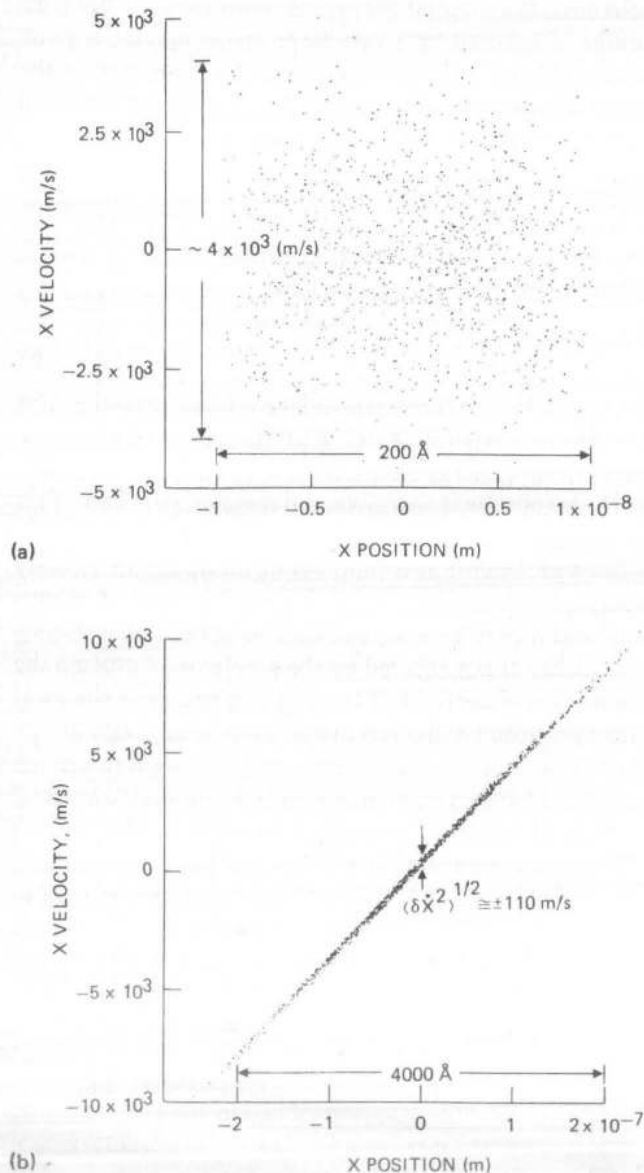 5 x 10³
2.5 x 10³
0
−2.5 x 10³
−5 x 10³
X VELOCITY (m/s)
~ 4 x 10³ (m/s)
200 Å
−1
−0.5
0
0.5
1 x 10⁻⁸
(a)
X POSITION (m)
10 x 10³
5 x 10³
0
−5 x 10³
−10 x 10³
X VELOCITY, (m/s)
(δẊ²)^1/2 ≅±110 m/s
4000 Å
−2
−1
0
1
2 x 10⁻⁷
(b)
X POSITION (m)